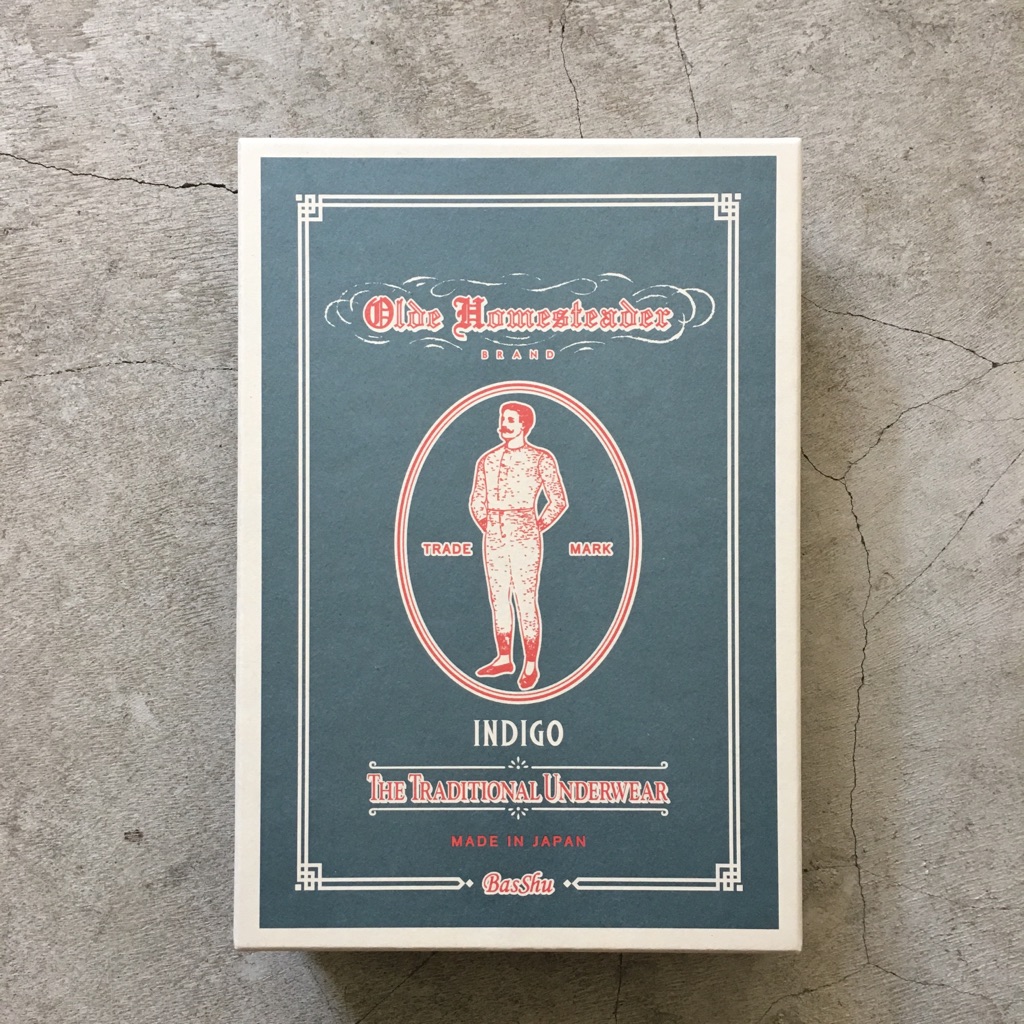 Olde Homesteader
BRAND
TRADE MARK
INDIGO
THE TRADITIONAL UNDERWEAR
MADE IN JAPAN
BasShu